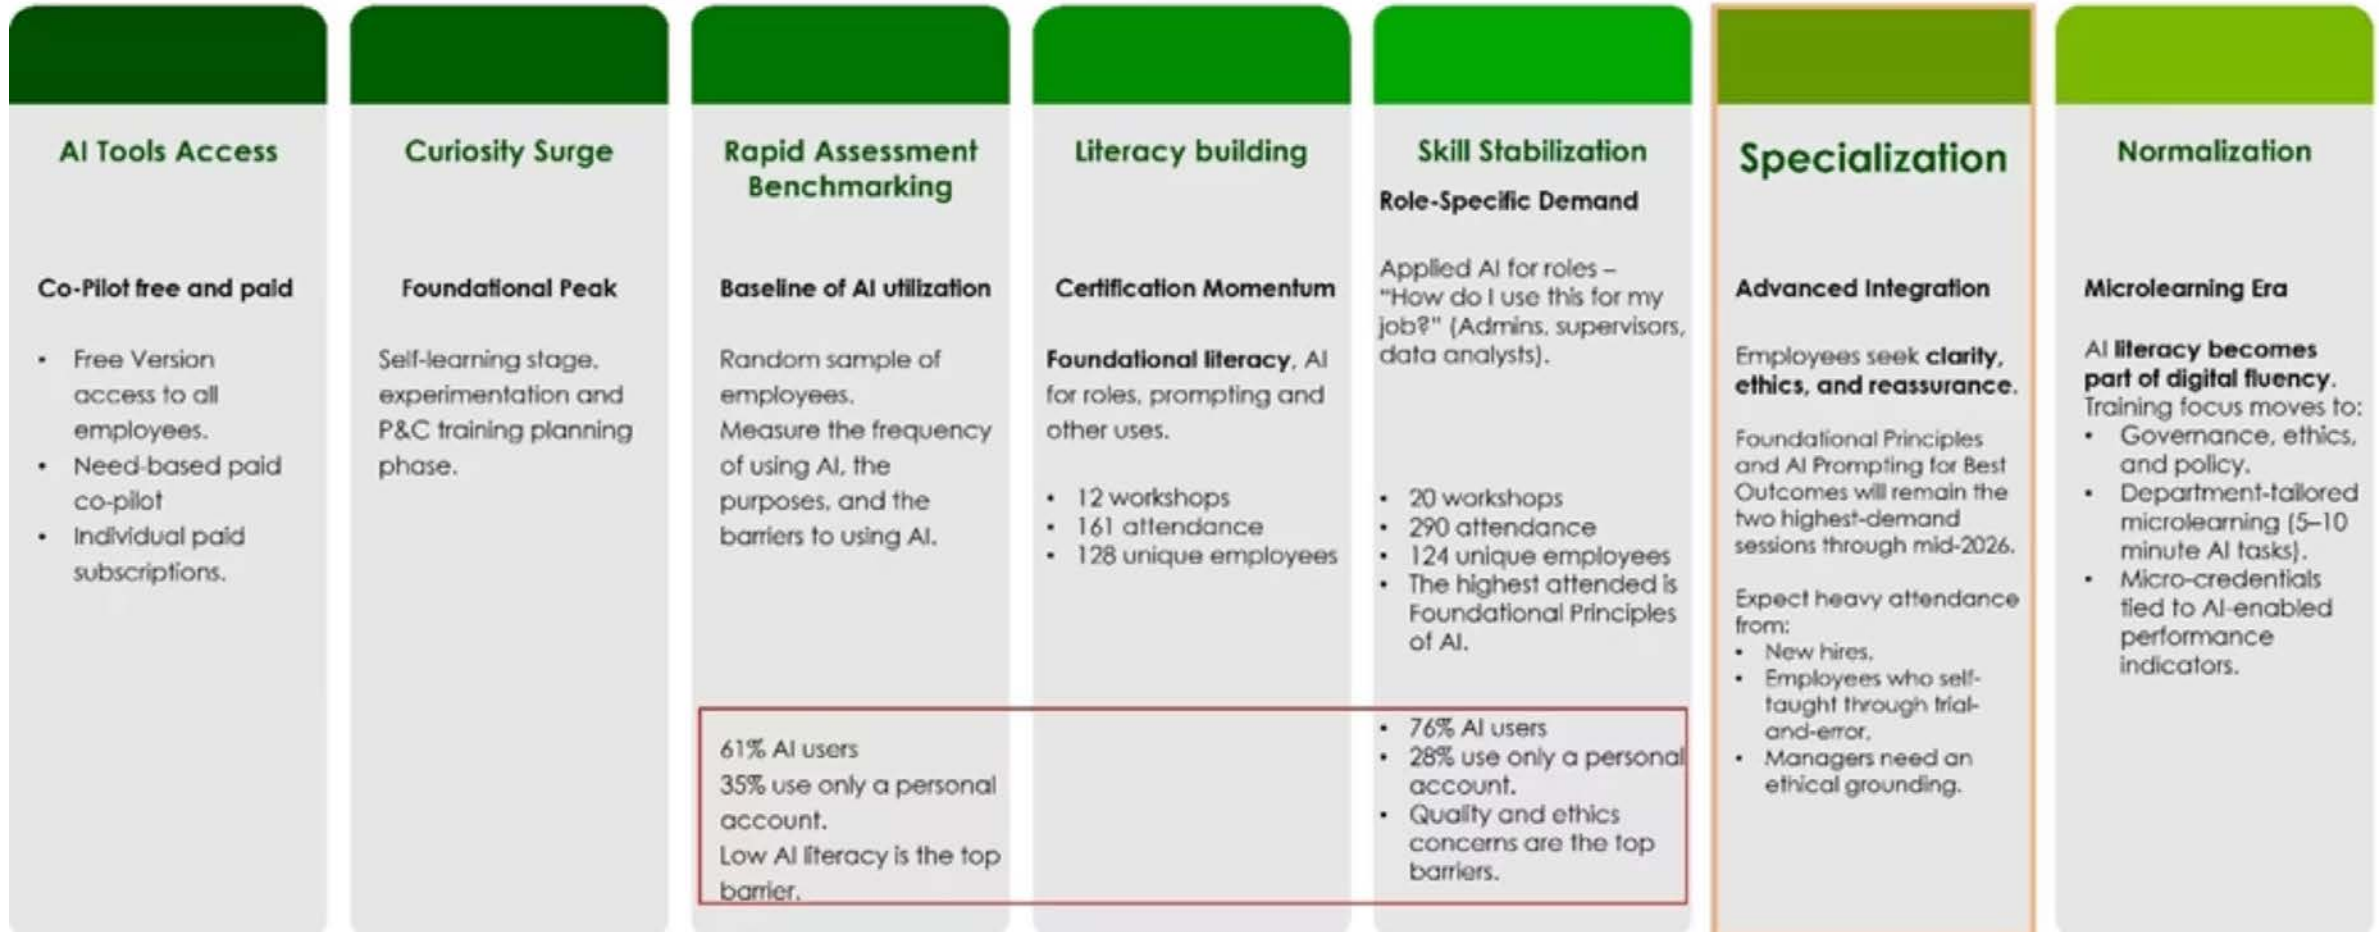 AI Tools Access
Co-Pilot free and paid
• Free Version
access to all
employees.
• Need-based paid
co-pilot
• Individual paid
subscriptions.
Curiosity Surge
Foundational Peak
Self-learning stage,
experimentation and
P&C training planning
phase.
Rapid Assessment
Benchmarking
Baseline of AI utilization
Random sample of
employees.
Measure the frequency
of using AI, the
purposes, and the
barriers to using AI.
61% AI users
35% use only a personal
account.
Low AI literacy is the top
barrier.
Literacy building
Certification Momentum
Foundational literacy, AI
for roles, prompting and
other uses.
• 12 workshops
• 161 attendance
• 128 unique employees
Skill Stabilization
Role-Specific Demand
Applied AI for roles –
"How do I use this for my
job?" (Admins, supervisors,
data analysts).
• 20 workshops
• 290 attendance
• 124 unique employees
• The highest attended is
Foundational Principles
of AI.
• 76% AI users
• 28% use only a personal
account.
• Quality and ethics
concerns are the top
barriers.
Specialization
Advanced Integration
Employees seek clarity,
ethics, and reassurance.
Foundational Principles
and AI Prompting for Best
Outcomes will remain the
two highest-demand
sessions through mid-2026.
Expect heavy attendance
from:
• New hires,
• Employees who self-
taught through trial-
and-error,
• Managers need an
ethical grounding.
Normalization
Microlearning Era
AI literacy becomes
part of digital fluency.
Training focus moves to:
• Governance, ethics,
and policy.
• Department-tailored
microlearning (5–10
minute AI tasks).
• Micro-credentials
tied to AI-enabled
performance
indicators.